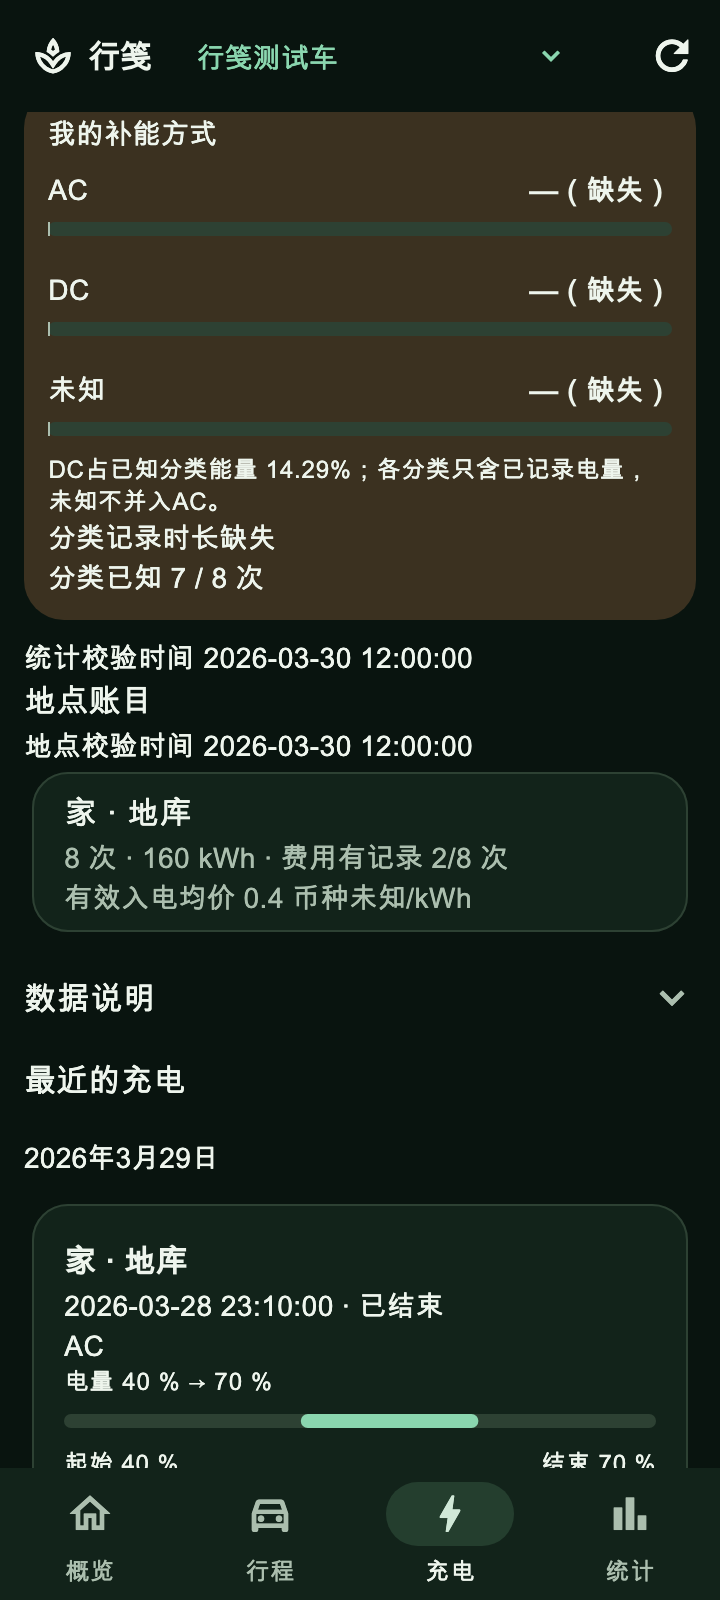 行笺 行笺测试车
我的补能方式
AC —（缺失）
DC —（缺失）
未知 —（缺失）
DC占已知分类能量 14.29%；各分类只含已记录电量，
未知不并入AC。
分类记录时长缺失
分类已知 7 / 8 次
统计校验时间 2026-03-30 12:00:00
地点账目
地点校验时间 2026-03-30 12:00:00
家 · 地库
8 次 · 160 kWh · 费用有记录 2/8 次
有效入电均价 0.4 币种未知/kWh
数据说明
最近的充电
2026年3月29日
家 · 地库
2026-03-28 23:10:00 · 已结束
AC
电量 40 % → 70 %
起始 40 % 结束 70 %
概览 行程 充电 统计